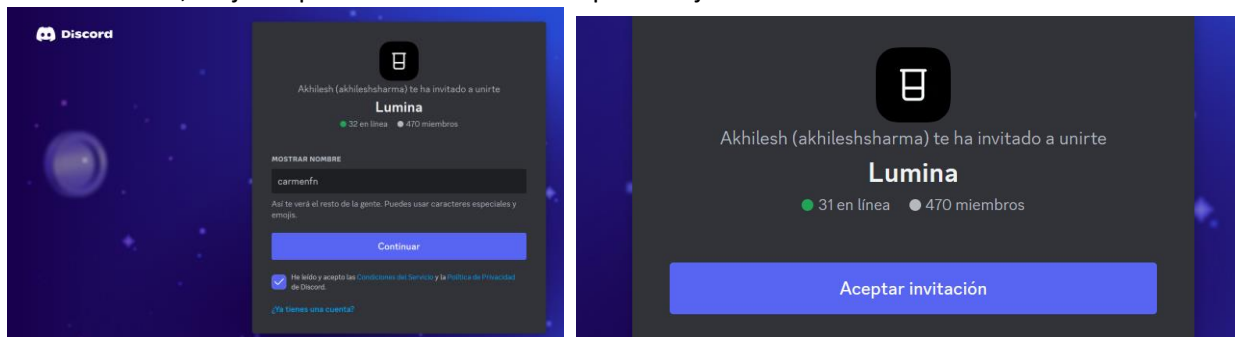 Discord
Akhilesh (akhileshsharma) te ha invitado a unirte
Lumina
32 en línea 470 miembros
MOSTRAR NOMBRE
carmenfn
Así te verá el resto de la gente. Puedes usar caracteres especiales y
emojis.
Continuar
He leído y acepto las Condiciones del Servicio y la Política de Privacidad
de Discord.
¿Ya tienes una cuenta?
Akhilesh (akhileshsharma) te ha invitado a unirte
Lumina
31 en línea 470 miembros
Aceptar invitación